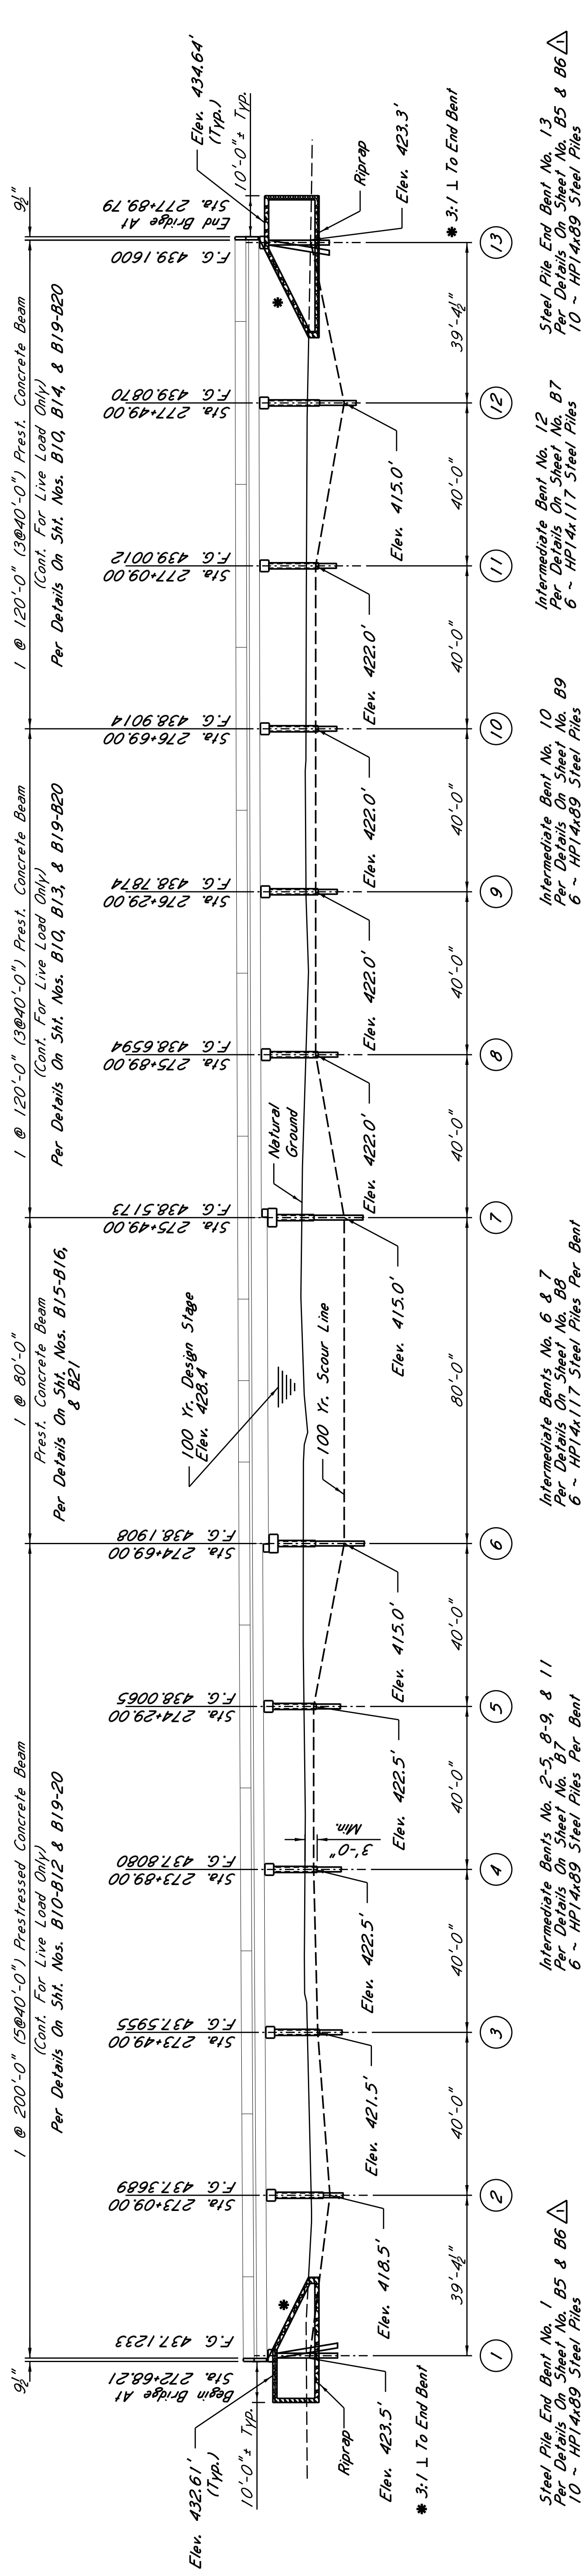 9½"
1 @ 200'-0" (5@40'-0") Prestressed Concrete Beam
(Cont. For Live Load Only)
Per Details On Sht. Nos. B10-B12 & B19-20
1 @ 80'-0"
Prest. Concrete Beam
Per Details On Sht. Nos. B15-B16,
& B21
1 @ 120'-0" (3@40'-0") Prest. Concrete Beam
(Cont. For Live Load Only)
Per Details On Sht. Nos. B10, B13, & B19-B20
1 @ 120'-0" (3@40'-0") Prest. Concrete Beam
(Cont. For Live Load Only)
Per Details On Sht. Nos. B10, B14, & B19-B20
9½"
Begin Bridge At
Sta. 272+68.21
F.G. 437.1233
Sta. 273+09.00
F.G. 437.3689
Sta. 273+49.00
F.G. 437.5955
Sta. 273+89.00
F.G. 437.8080
Sta. 274+29.00
F.G. 438.0065
Sta. 274+69.00
F.G. 438.1908
Sta. 275+49.00
F.G. 438.5173
Sta. 275+89.00
F.G. 438.6594
Sta. 276+29.00
F.G. 438.7874
Sta. 276+69.00
F.G. 438.9014
Sta. 277+09.00
F.G. 439.0012
Sta. 277+49.00
F.G. 439.0870
F.G. 439.1600
End Bridge At
Sta. 277+89.79
Elev. 432.61'
(Typ.)
10'-0"± Typ.
100 Yr. Design Stage
Elev. 428.4
Natural
Ground
Elev. 434.64'
(Typ.)
10'-0"± Typ.
*
3'-0"
Min.
100 Yr. Scour Line
*
Riprap
Elev. 423.5'
Elev. 418.5'
Elev. 421.5'
Elev. 422.5'
Elev. 422.5'
Elev. 415.0'
Elev. 415.0'
Elev. 422.0'
Elev. 422.0'
Elev. 422.0'
Elev. 422.0'
Elev. 415.0'
Riprap
Elev. 423.3'
* 3:1 ⊥ To End Bent
39'-4½"
40'-0"
40'-0"
40'-0"
40'-0"
80'-0"
40'-0"
40'-0"
40'-0"
40'-0"
40'-0"
39'-4½"
* 3:1 ⊥ To End Bent
1
2
3
4
5
6
7
8
9
10
11
12
13
Steel Pile End Bent No. 1
Per Details On Sheet No. B5 & B6 1
10 ~ HP14x89 Steel Piles
Intermediate Bents No. 2-5, 8-9, & 11
Per Details On Sheet No. B7
6 ~ HP14x89 Steel Piles Per Bent
Intermediate Bents No. 6 & 7
Per Details On Sheet No. B8
6 ~ HP14x117 Steel Piles Per Bent
Intermediate Bent No. 10
Per Details On Sheet No. B9
6 ~ HP14x89 Steel Piles
Intermediate Bent No. 12
Per Details On Sheet No. B7
6 ~ HP14x117 Steel Piles
Steel Pile End Bent No. 13
Per Details On Sheet No. B5 & B6 1
10 ~ HP14x89 Steel Piles